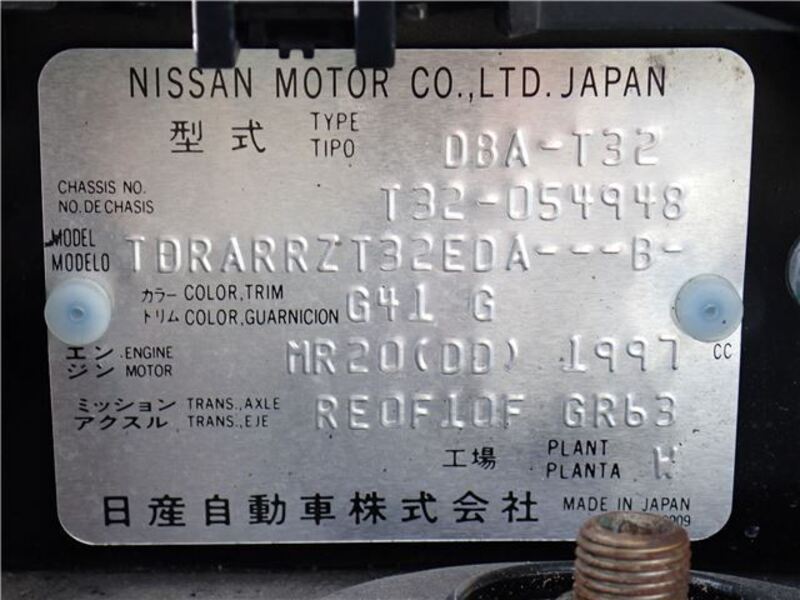 NISSAN MOTOR CO.,LTD. JAPAN
型式 TYPE TIPO DBA-T32
CHASSIS NO. NO.DE CHASIS T32-054948
MODEL MODELO TDRARRZT32EDA---B-
カラー COLOR,TRIM
トリム COLOR,GUARNICION G41 G
エン ジン .ENGINE MOTOR MR20(DD) 1997 CC
ミッション TRANS.,AXLE
アクスル TRANS.,EJE RE0F10F GR63
工場 PLANT PLANTA W
日産自動車株式会社 MADE IN JAPAN